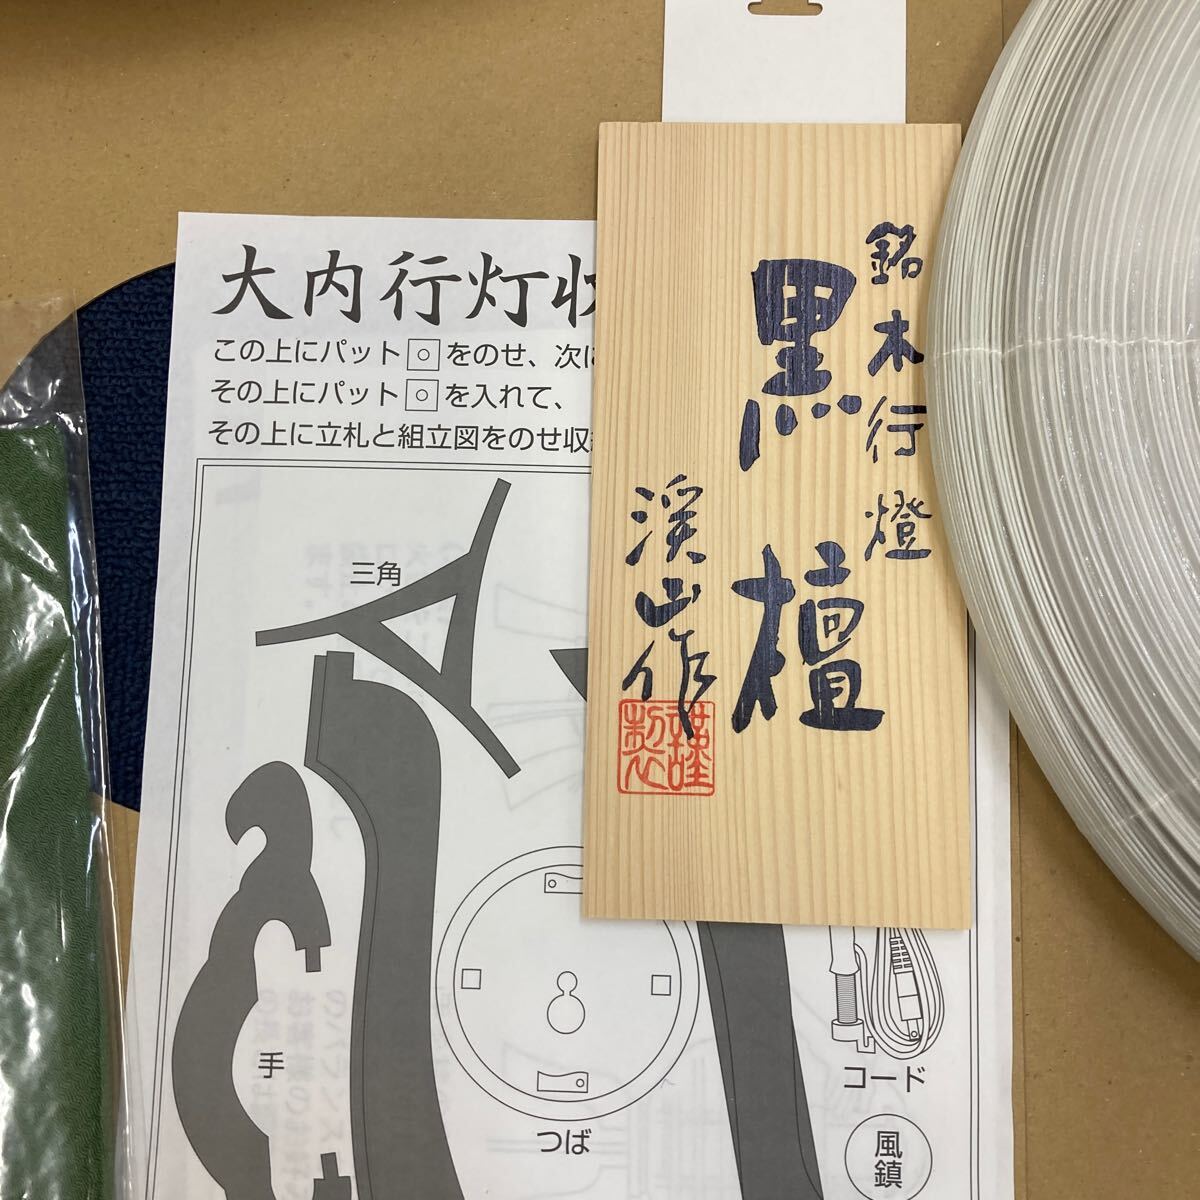 大内行灯収
この上にパット◎をのせ、次に
その上にパット◎を入れて、
その上に立札と組立図をのせ収
三角
手
つば
コード
風鎮
銘木行燈
黒檀
渓山作
謹製